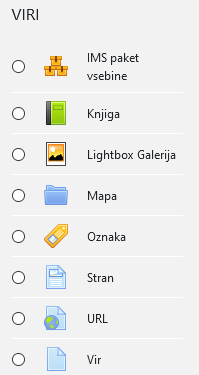 VIRI
IMS paket
vsebine
Knjiga
Lightbox Galerija
Mapa
Oznaka
Stran
URL
Vir